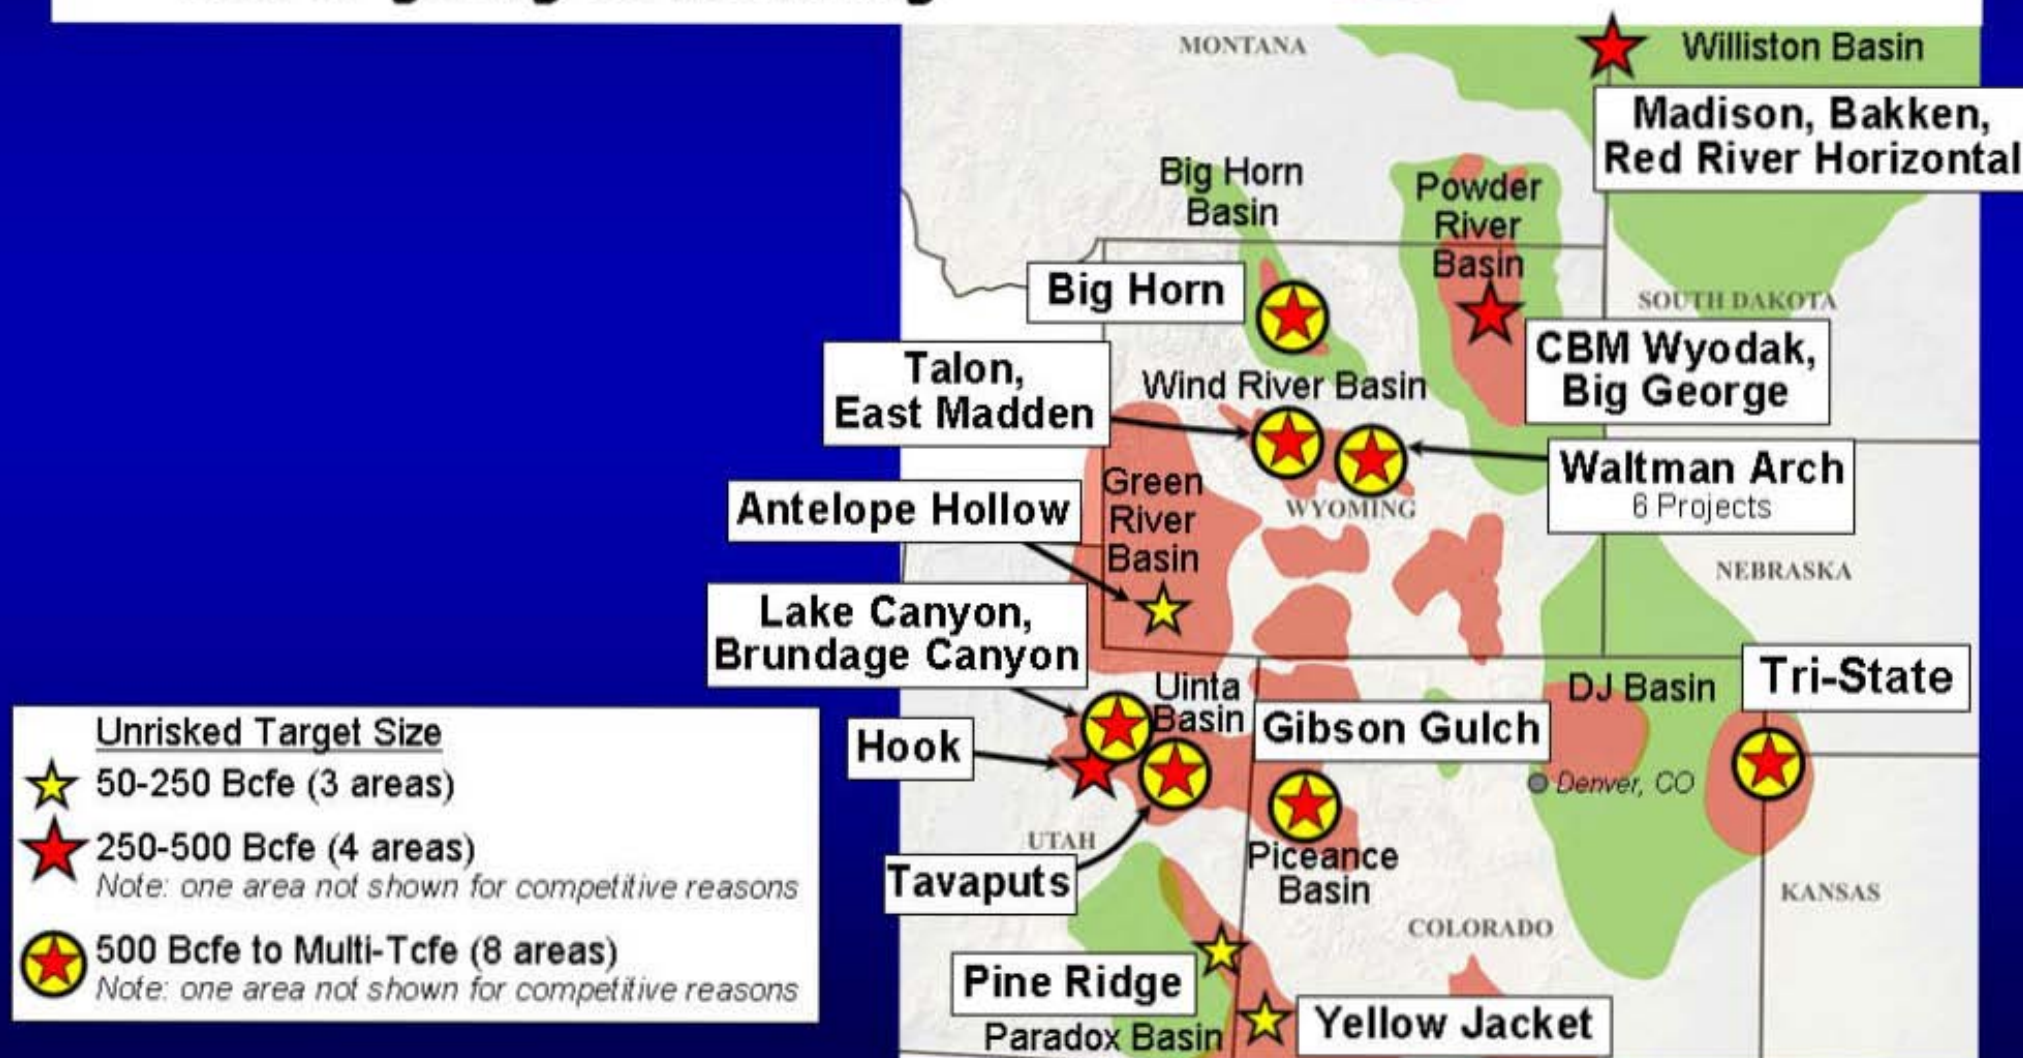 MONTANA
Williston Basin
Madison, Bakken,
Red River Horizontal
Big Horn
Basin
Powder
River
Basin
Big Horn
SOUTH DAKOTA
CBM Wyodak,
Big George
Talon,
East Madden
Wind River Basin
Waltman Arch
6 Projects
Green
River
Basin
WYOMING
Antelope Hollow
NEBRASKA
Lake Canyon,
Brundage Canyon
Uinta
Basin
DJ Basin
Tri-State
Hook
Gibson Gulch
Denver, CO
UTAH
Tavaputs
Piceance
Basin
KANSAS
COLORADO
Pine Ridge
Yellow Jacket
Paradox Basin
Unrisked Target Size
50-250 Bcfe (3 areas)
250-500 Bcfe (4 areas)
Note: one area not shown for competitive reasons
500 Bcfe to Multi-Tcfe (8 areas)
Note: one area not shown for competitive reasons